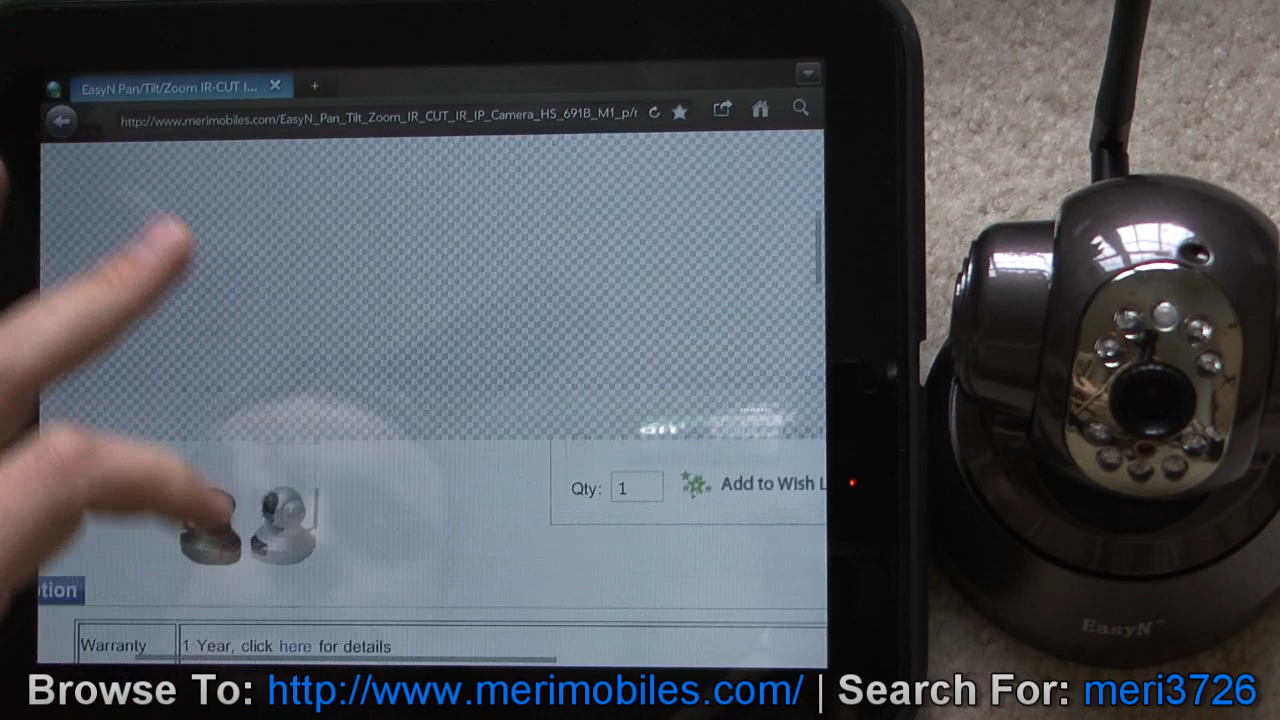 EasyN Pan/Tilt/Zoom IR-CUT I...
http://www.merimobiles.com/EasyN_Pan_Tilt_Zoom_IR_CUT_IR_IP_Camera_HS_691B_M1_p/r
Qty: 1 Add to Wish L
tion
Warranty 1 Year, click here for details
EasyN™
Browse To: http://www.merimobiles.com/ | Search For: meri3726